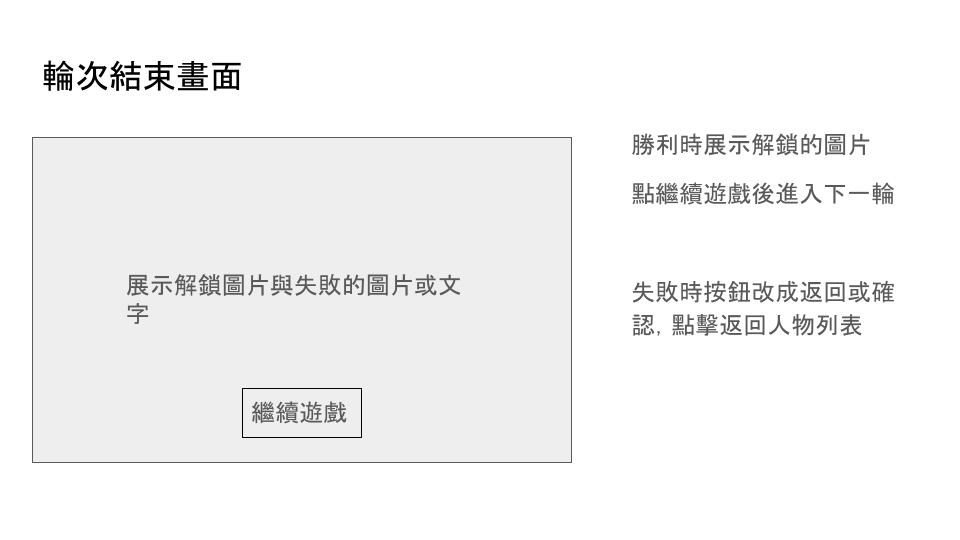 輪次結束畫面
展示解鎖圖片與失敗的圖片或文
字
繼續遊戲
勝利時展示解鎖的圖片
點繼續遊戲後進入下一輪
失敗時按鈕改成返回或確
認, 點擊返回人物列表